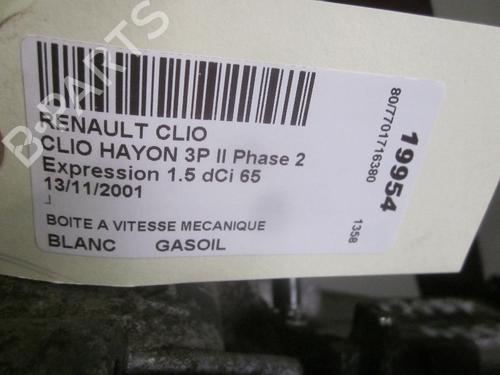 RENAULT CLIO
CLIO HAYON 3P II Phase 2
Expression 1.5 dCi 65
13/11/2001
BOITE A VITESSE MECANIQUE
BLANC GASOIL
80/7701716380
19954
1358
B-PARTS